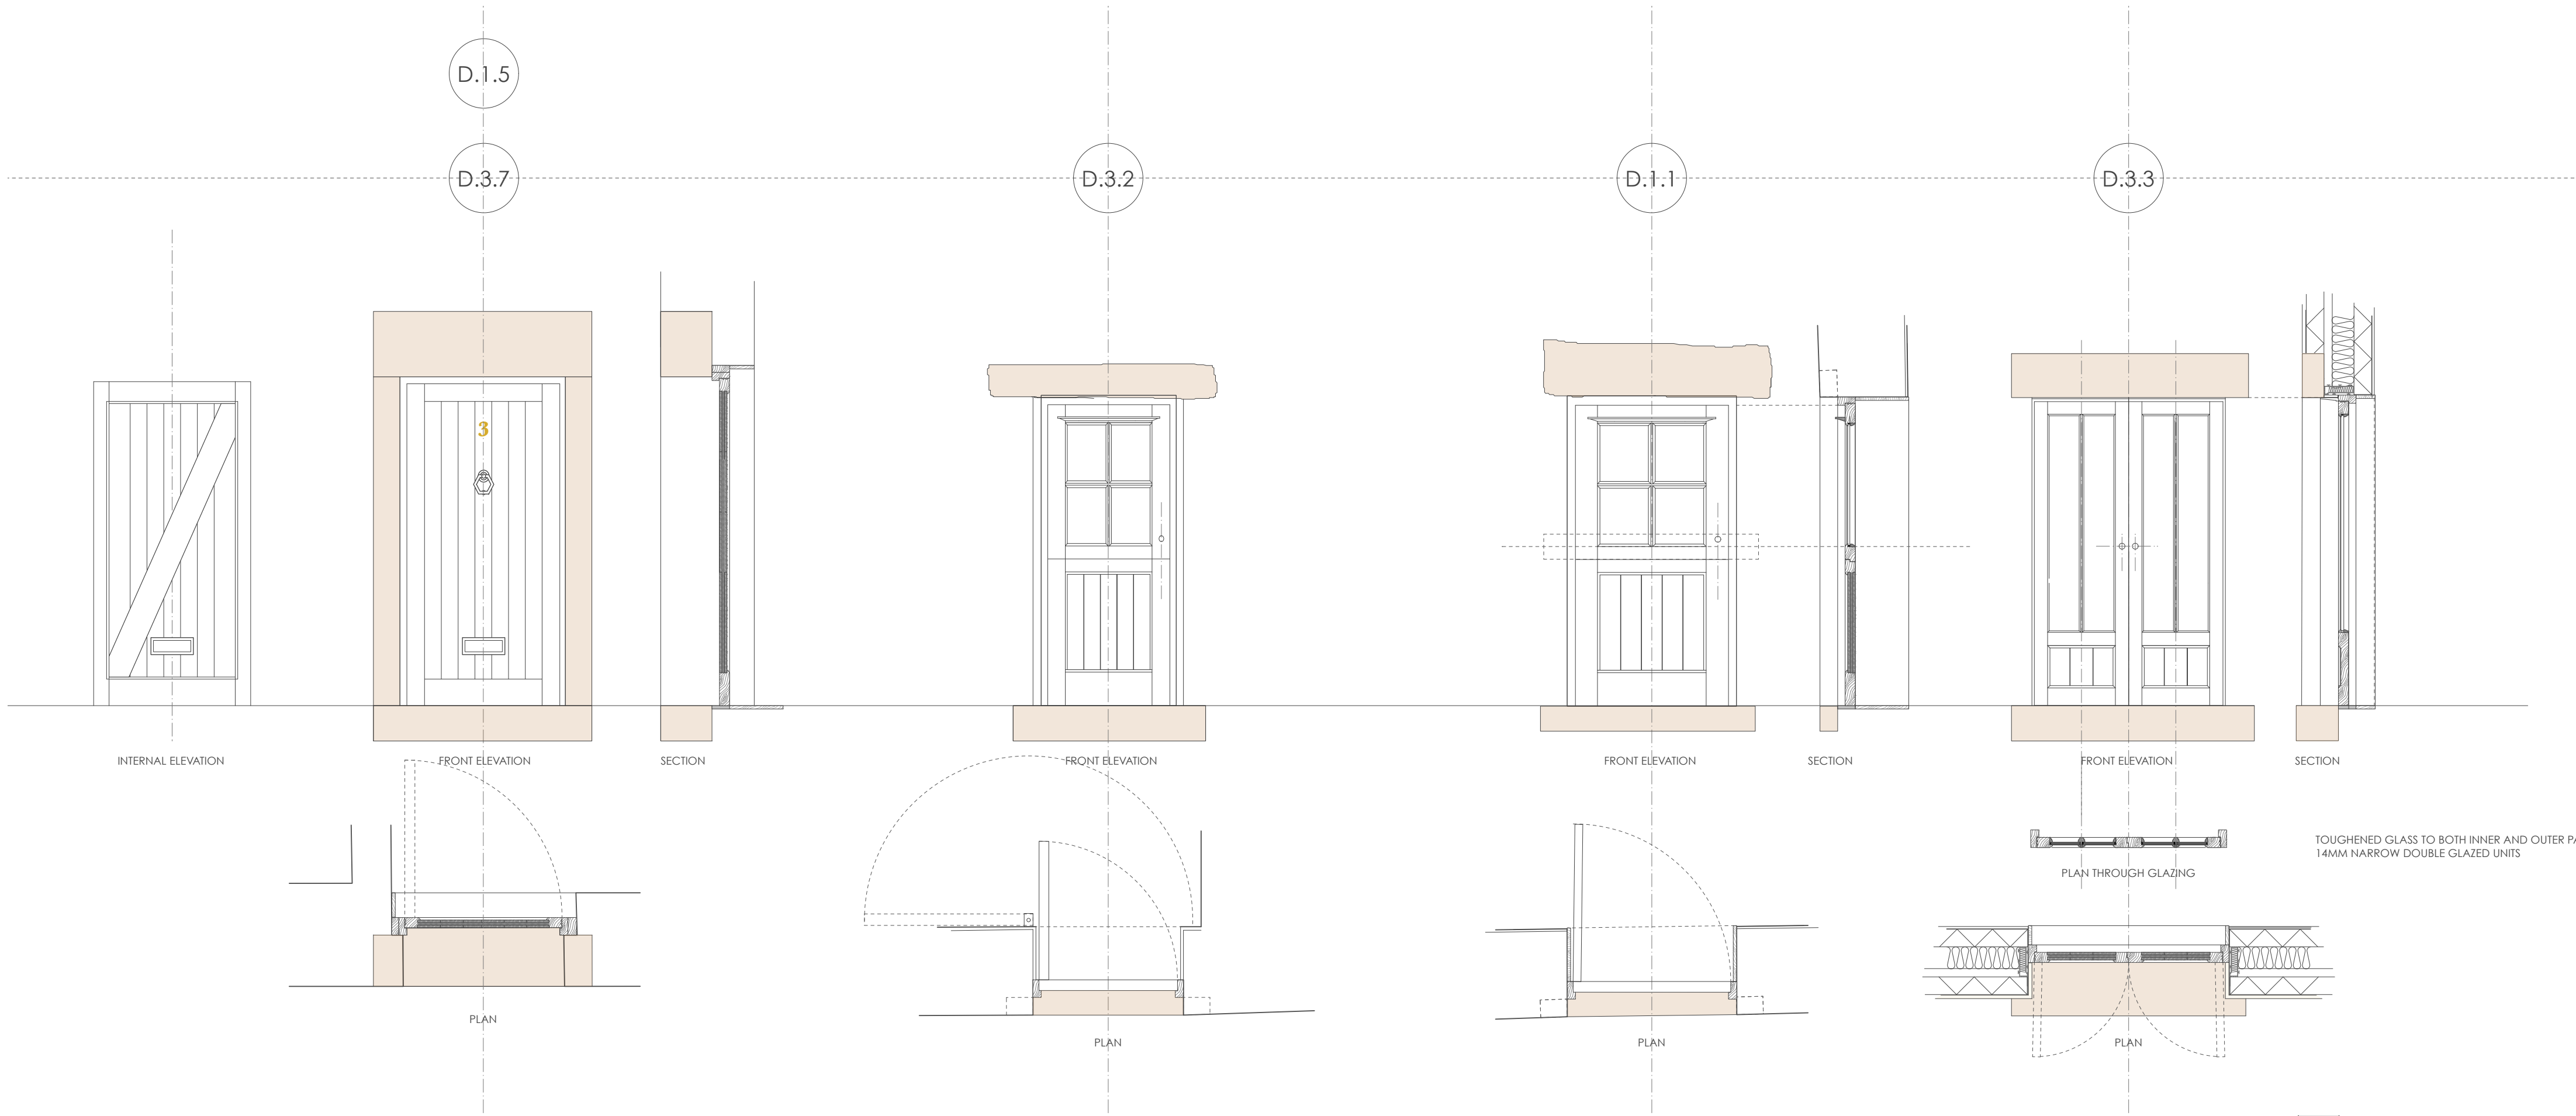 D.1.5
D.3.7
D.3.2
D.1.1
D.3.3
3
INTERNAL ELEVATION
FRONT ELEVATION
SECTION
FRONT ELEVATION
FRONT ELEVATION
SECTION
FRONT ELEVATION
SECTION
TOUGHENED GLASS TO BOTH INNER AND OUTER
14MM NARROW DOUBLE GLAZED UNITS
PLAN THROUGH GLAZING
PLAN
PLAN
PLAN
PLAN